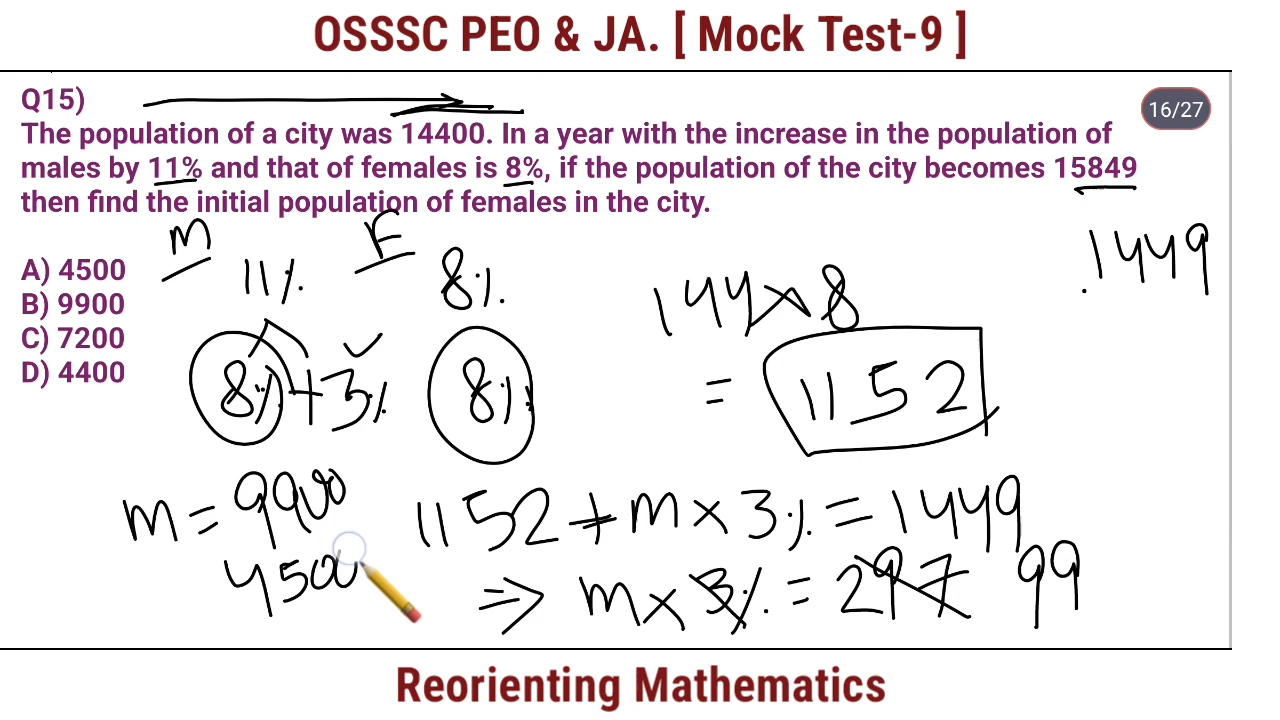 OSSSC PEO & JA. [ Mock Test-9 ]
Q15)
16/27
The population of a city was 14400. In a year with the increase in the population of
males by 11% and that of females is 8%, if the population of the city becomes 15849
then find the initial population of females in the city.
A) 4500
B) 9900
C) 7200
D) 4400
M F
11% 8%
8%+3% 8%
144×8
= 1152
1449
m = 9900
4500
1152 + m × 3% = 1449
⇒ m × 3% = 297 99
Reorienting Mathematics